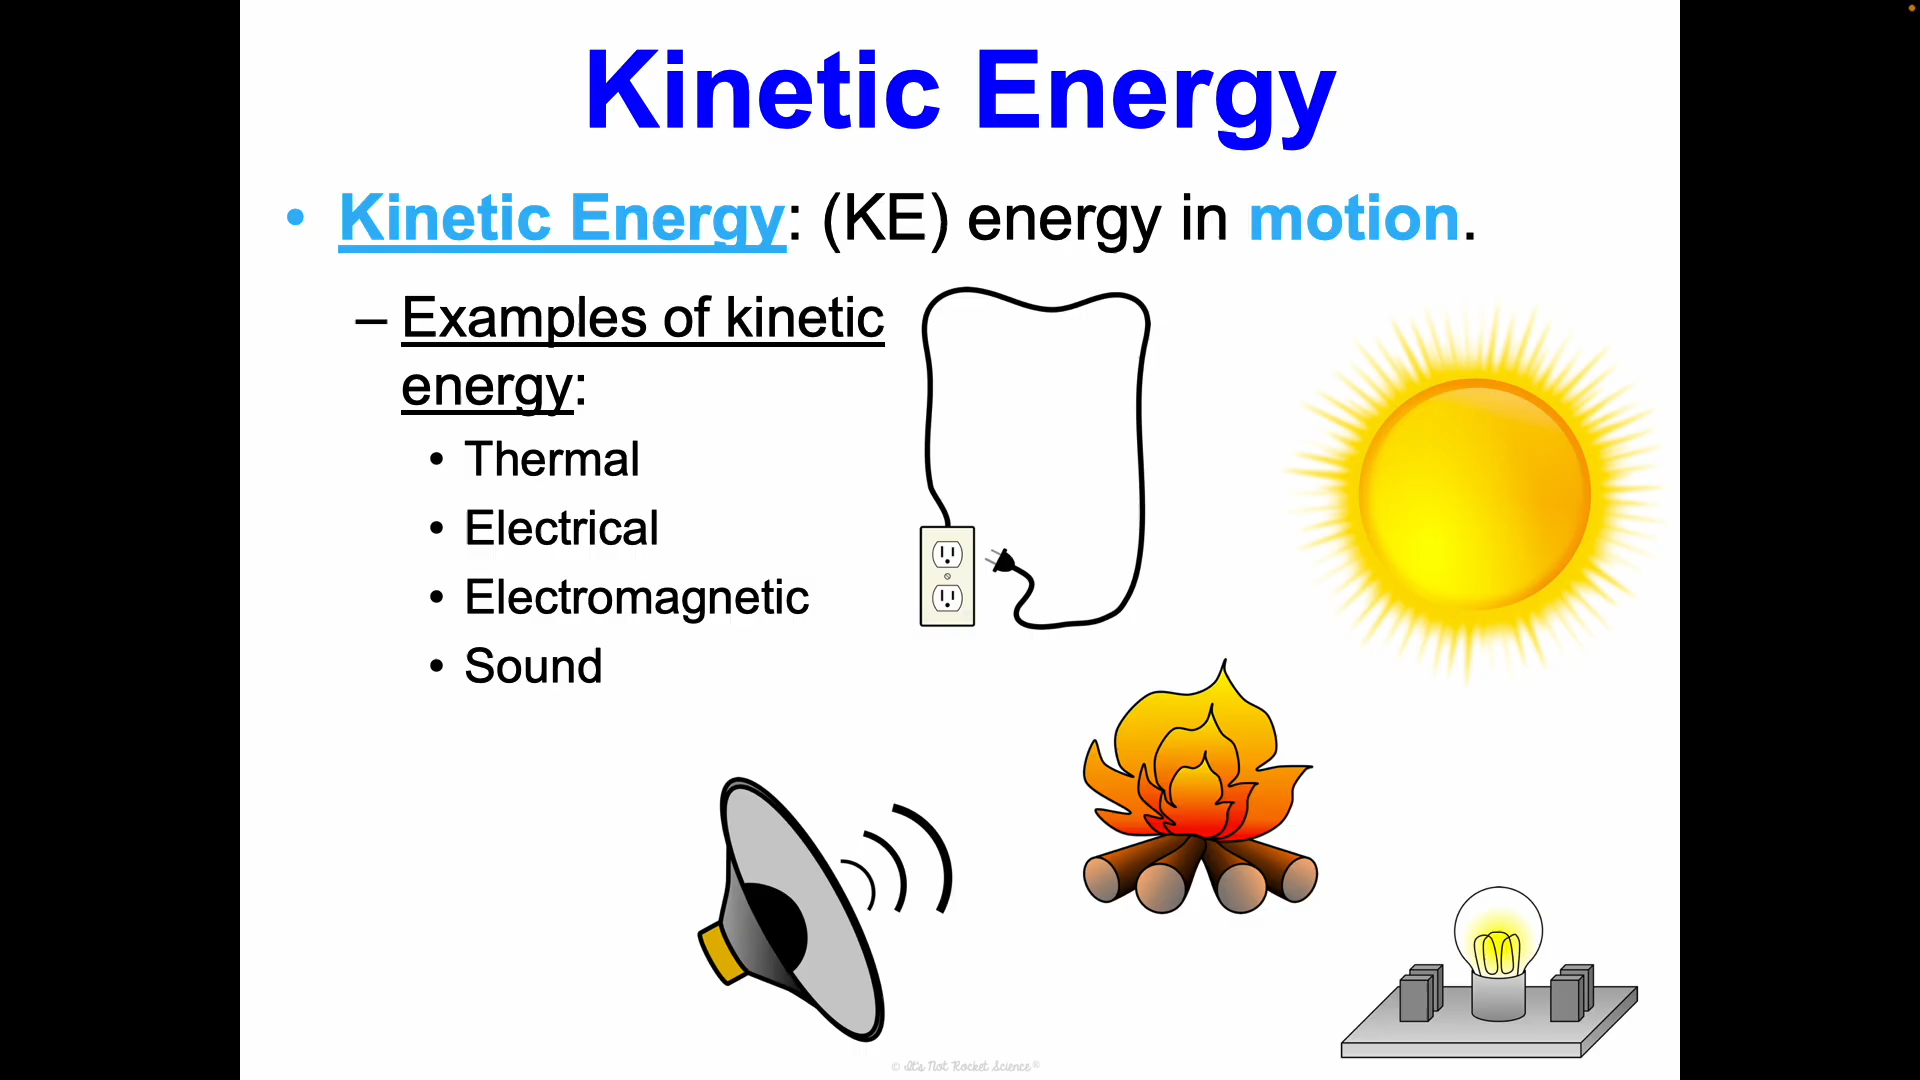 Kinetic Energy
• Kinetic Energy: (KE) energy in motion.
– Examples of kinetic
energy:
• Thermal
• Electrical
• Electromagnetic
• Sound
© It's Not Rocket Science®